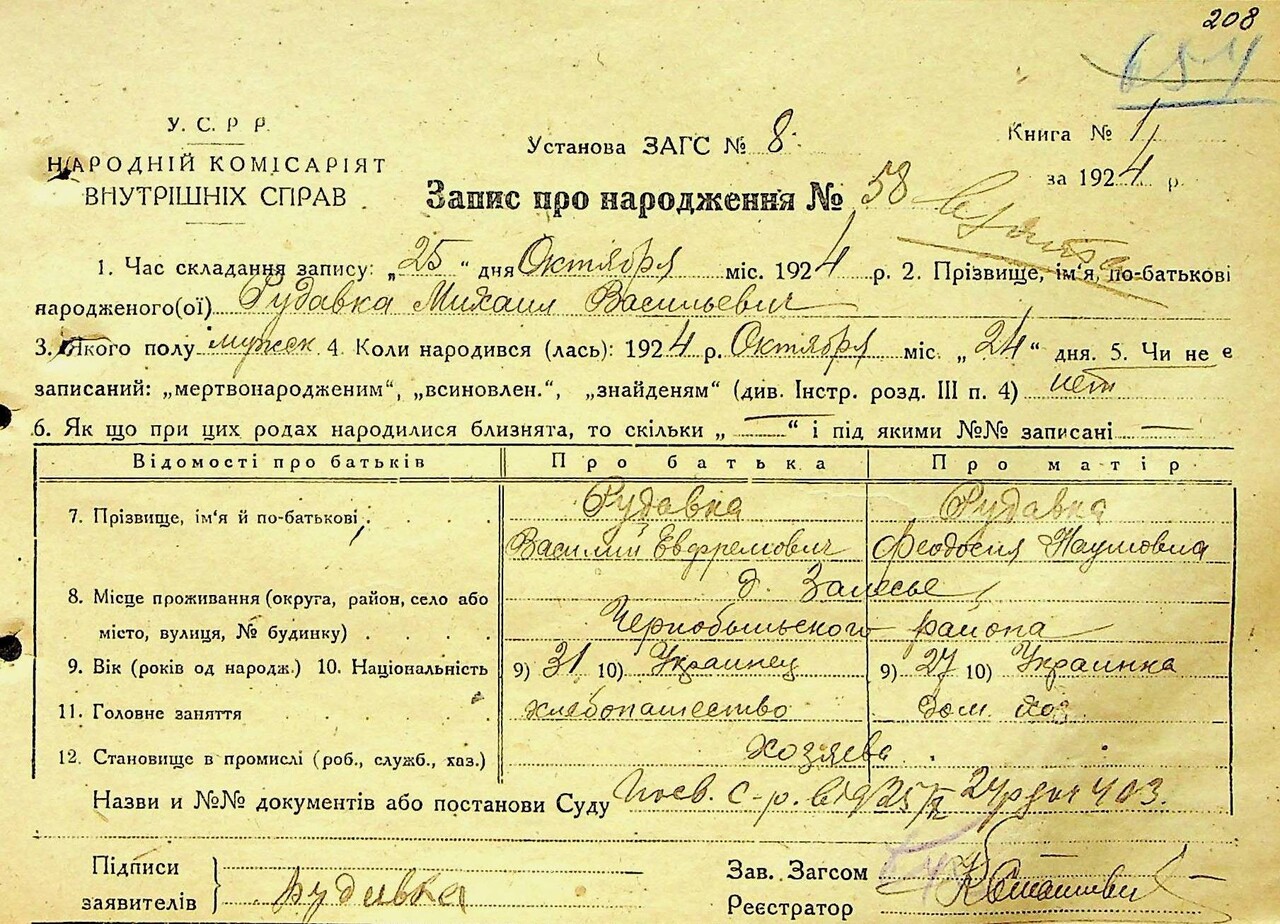 208
654
У. С. Р Р.
НАРОДНІЙ КОМІСАРІЯТ
ВНУТРІШНІХ СПРАВ
Установа ЗАГС № 8.
Книга № 1
за 1924 р.
Запис про народження № 58
1. Час складання запису: „25“ дня Октября міс. 1924 р. 2. Прізвище, ім'я, по-батькові
народженого(ої) Рудавка Михаил Васильевич
3. Якого полу мужск 4. Коли народився (лась): 1924 р. Октября міс. „24“ дня. 5. Чи не є
записаний: „мертвонародженим“, „всиновлен.“, „знайденям“ (див. Інстр. розд. III п. 4) нет
6. Як що при цих родах народилися близнята, то скільки „ — “ і під якими №№ записані —
Відомості про батьків Про батька Про матір
7. Прізвище, ім'я й по-батькові Рудавка Рудавка
Василий Евфремович Феодосия Наумовна
8. Місце проживання (округа, район, село або д. Залесье
місто, вулиця, № будинку) Чернобыльского района
9. Вік (років од народж.) 10. Національність 9) 31 10) Украинец 9) 27 10) Украинка
11. Головне заняття хлебопашество дом. хоз.
12. Становище в промислі (роб., служб., хаз.) хозяева
Назви и №№ документів або постанови Суду 403.
Підписи
заявителів Рудивка
Зав. Загсом
Реєстратор